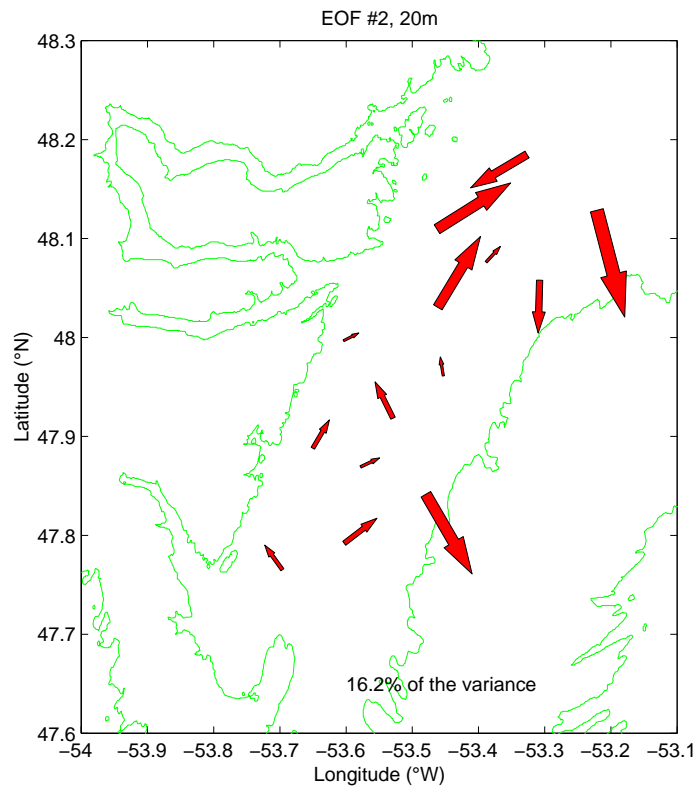 EOF #2, 20m
48.3
48.2
48.1
48
47.9
47.8
47.7
47.6
Latitude (°N)
16.2% of the variance
−54 −53.9 −53.8 −53.7 −53.6 −53.5 −53.4 −53.3 −53.2 −53.1
Longitude (°W)